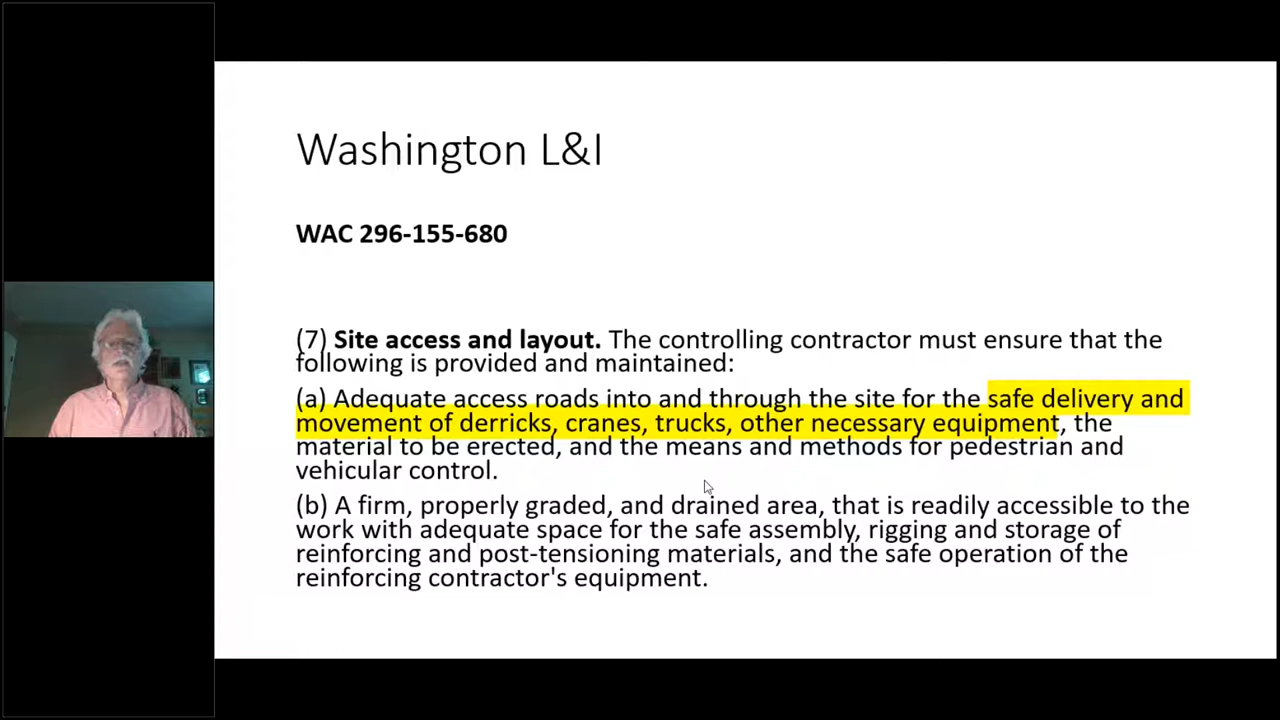 Washington L&I
WAC 296-155-680
(7) Site access and layout. The controlling contractor must ensure that the
following is provided and maintained:
(a) Adequate access roads into and through the site for the safe delivery and
movement of derricks, cranes, trucks, other necessary equipment, the
material to be erected, and the means and methods for pedestrian and
vehicular control.
(b) A firm, properly graded, and drained area, that is readily accessible to the
work with adequate space for the safe assembly, rigging and storage of
reinforcing and post-tensioning materials, and the safe operation of the
reinforcing contractor's equipment.